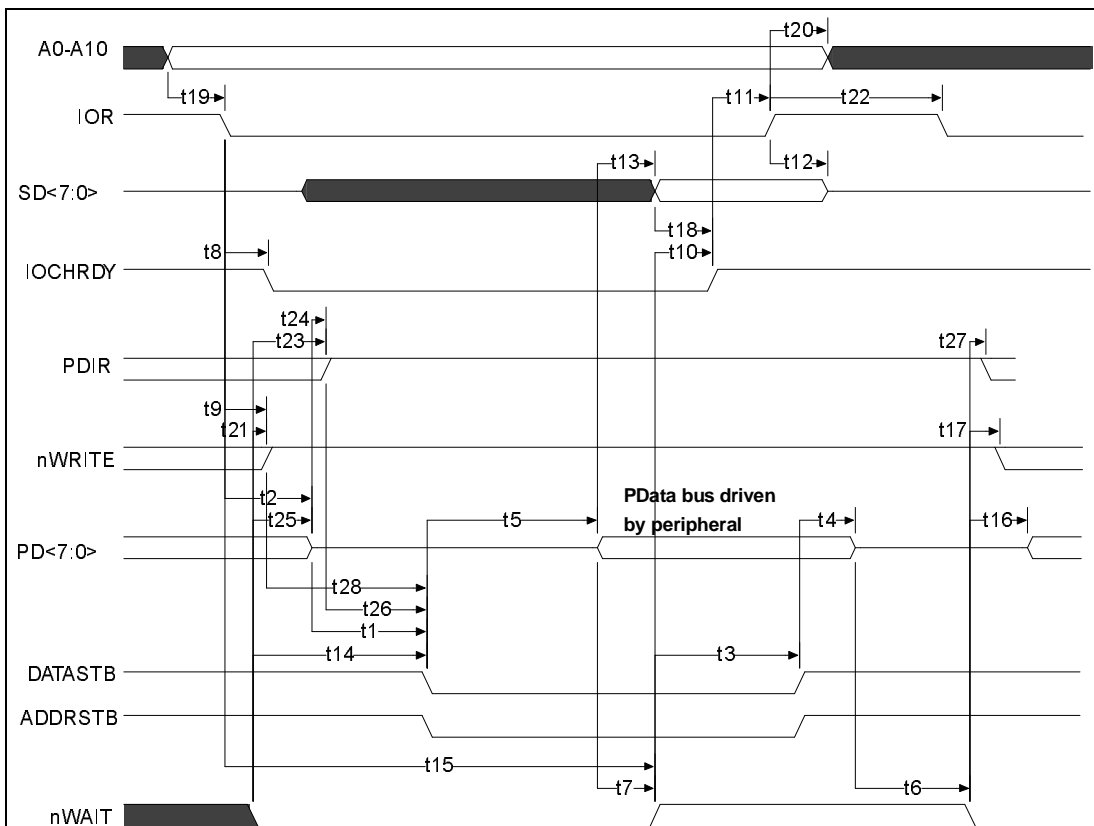 t20
A0-A10
t19
t11
t22
IOR
t13
t12
SD<7:0>
t18
t8
t10
IOCHRDY
t24
t23
t27
PDIR
t9
t21
t17
nWRITE
t2
PData bus driven
by peripheral
t25
t5
t4
t16
PD<7:0>
t28
t26
t1
t14
t3
DATASTB
ADDRSTB
t15
t7
t6
nWAIT